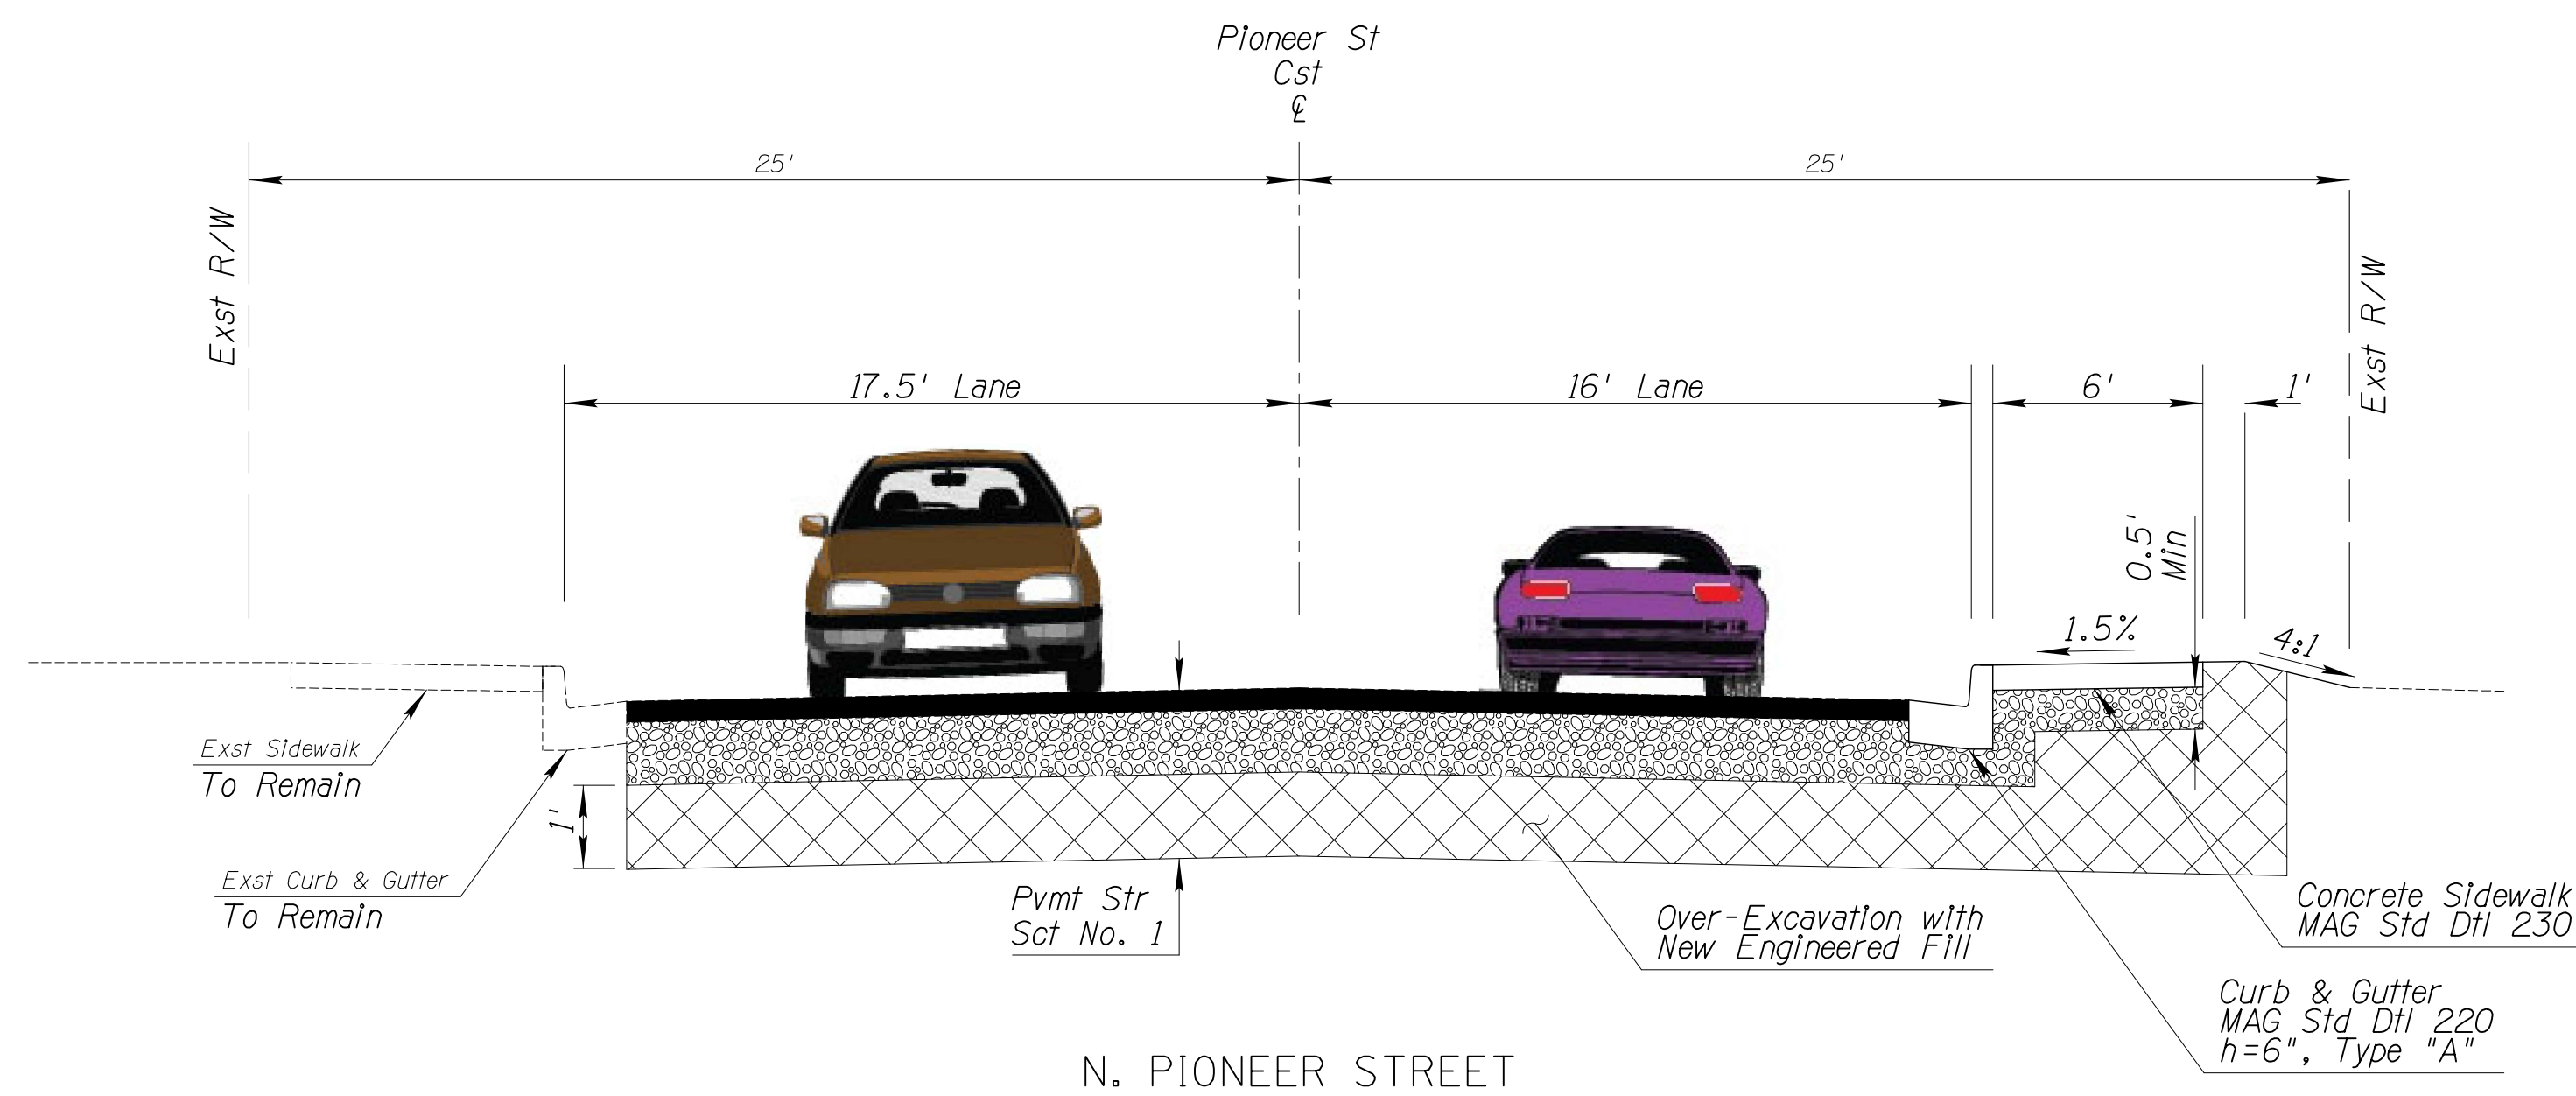 Pioneer St
Cst
℄
25'
25'
Exst R/W
Exst R/W
17.5' Lane
16' Lane
6'
1'
0.5'
Min
1.5%
4:1
Exst Sidewalk
To Remain
1'
Exst Curb & Gutter
To Remain
Pvmt Str
Sct No. 1
Over-Excavation with
New Engineered Fill
Concrete Sidewalk
MAG Std Dtl 230
Curb & Gutter
MAG Std Dtl 220
h=6", Type "A"
N. PIONEER STREET